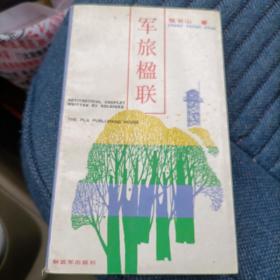 军旅楹联
ANTITHETICAL COUPLET
WRITTEN BY SOLDIERS
THE PLA PUBLISHING HOUSE
解放军出版社